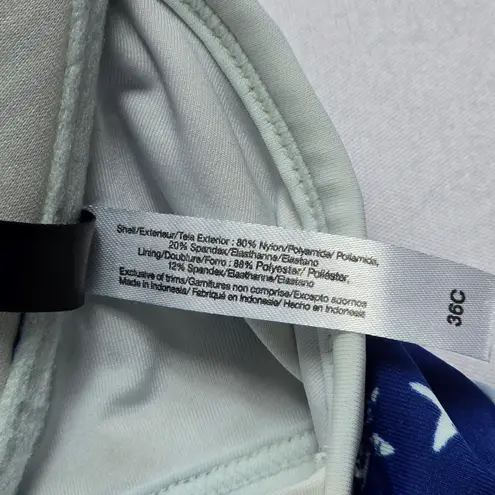 Shell/Exterieur/Tela Exterior : 80% Nylon/Polyamide/ Poliamida,
20% Spandex/Elasthanne/Elastano
Lining/Doublure/Forro : 88% Polyester/ Poliéster,
12% Spandex/Elasthanne/Elastano
Exclusive of trims/Garnitures non comprise/Excepto adornos
Made in Indonesia/ Fabriqué en Indonesie/ Hecho en Indonesia
36C